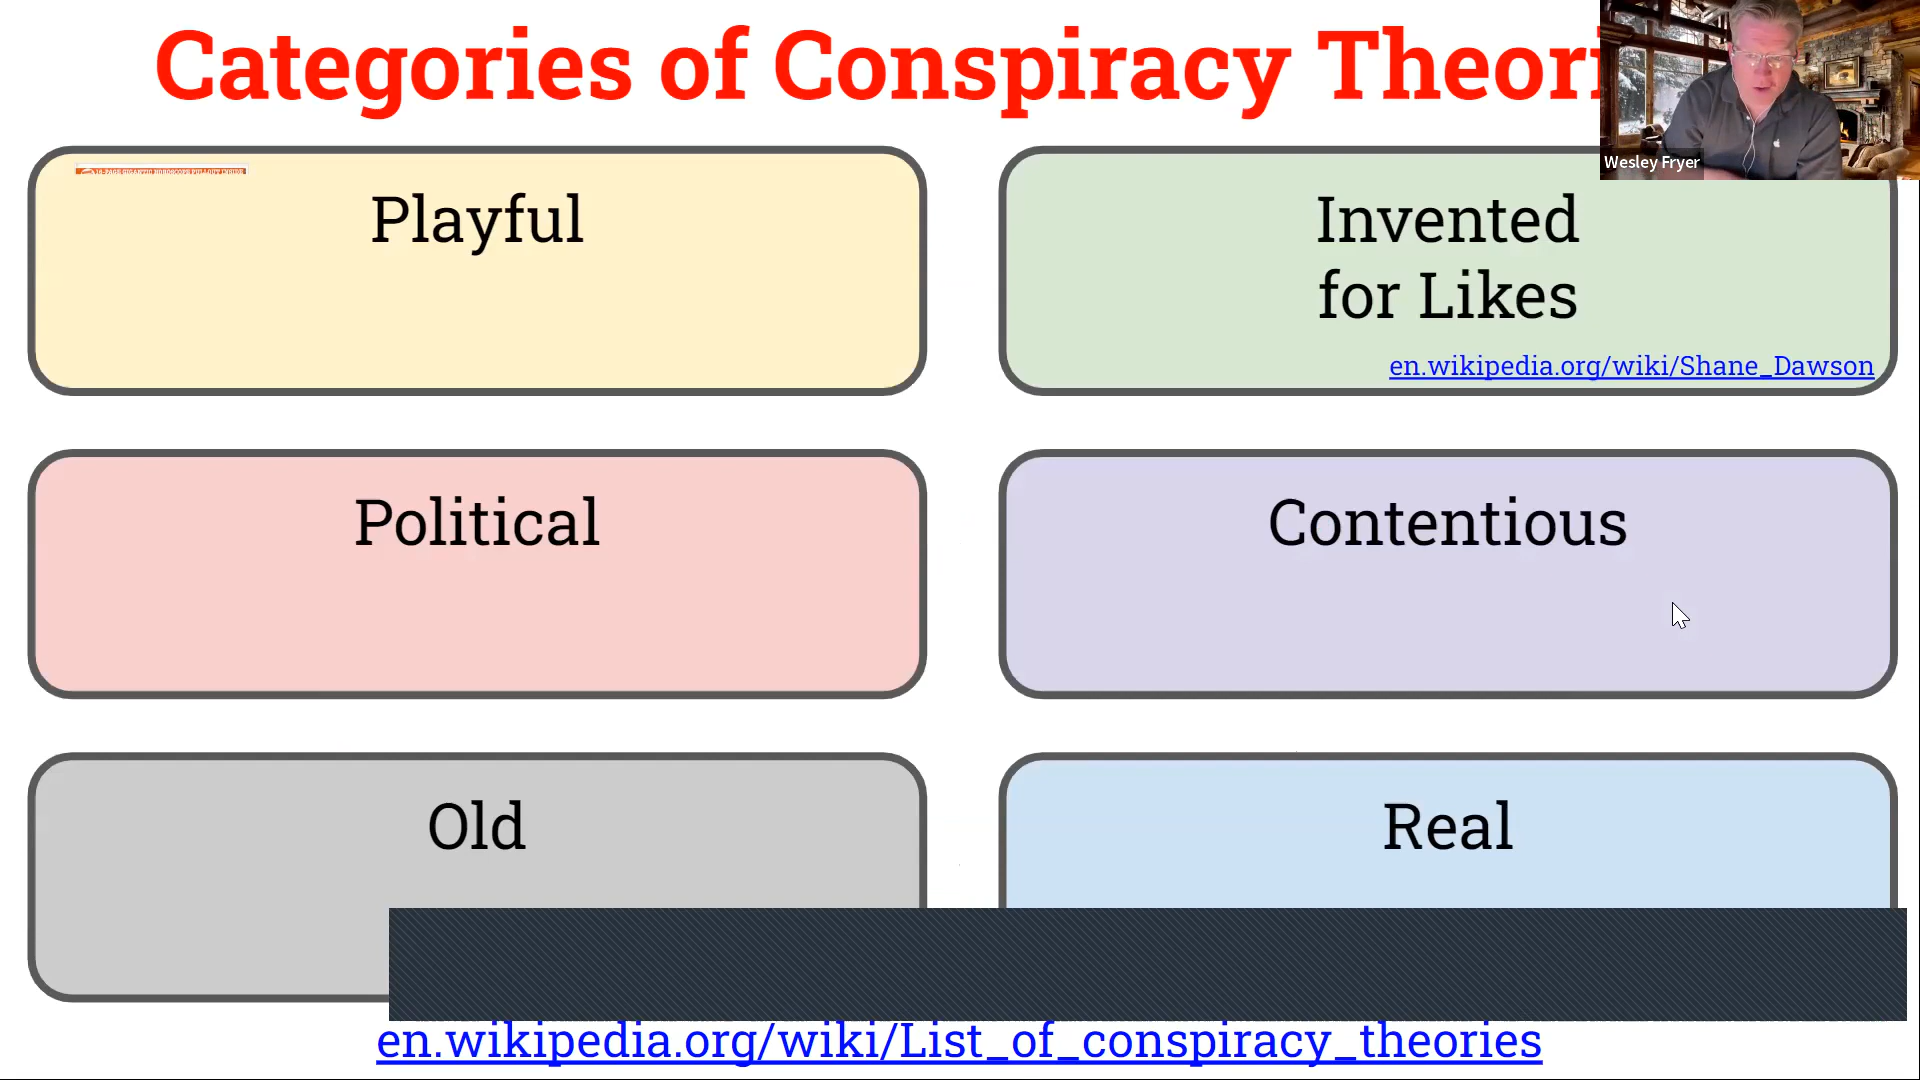 Categories of Conspiracy Theori
Wesley Fryer
Playful
Invented
for Likes
en.wikipedia.org/wiki/Shane_Dawson
Political
Contentious
Old
Real
en.wikipedia.org/wiki/List_of_conspiracy_theories